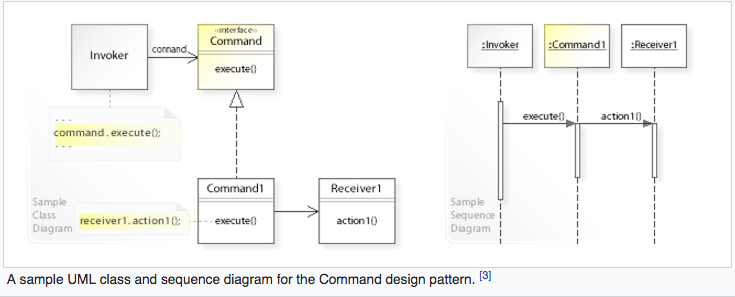 «interface»
Command
execute()
Invoker
command
. . .
command.execute();
. . .
Command1
execute()
Receiver1
action1()
receiver1.action1();
Sample
Class
Diagram
:Invoker
:Command1
:Receiver1
execute()
action1()
Sample
Sequence
Diagram
A sample UML class and sequence diagram for the Command design pattern. [3]